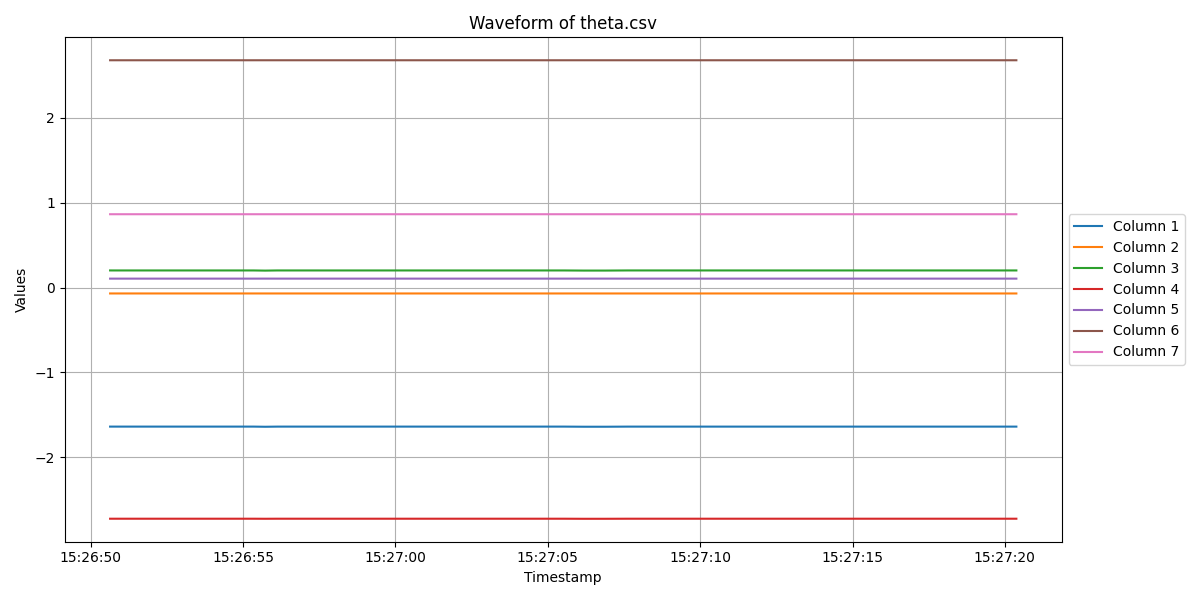 Waveform of theta.csv
Values
2
1
0
−1
−2
15:26:50
15:26:55
15:27:00
15:27:05
15:27:10
15:27:15
15:27:20
Timestamp
Column 1
Column 2
Column 3
Column 4
Column 5
Column 6
Column 7